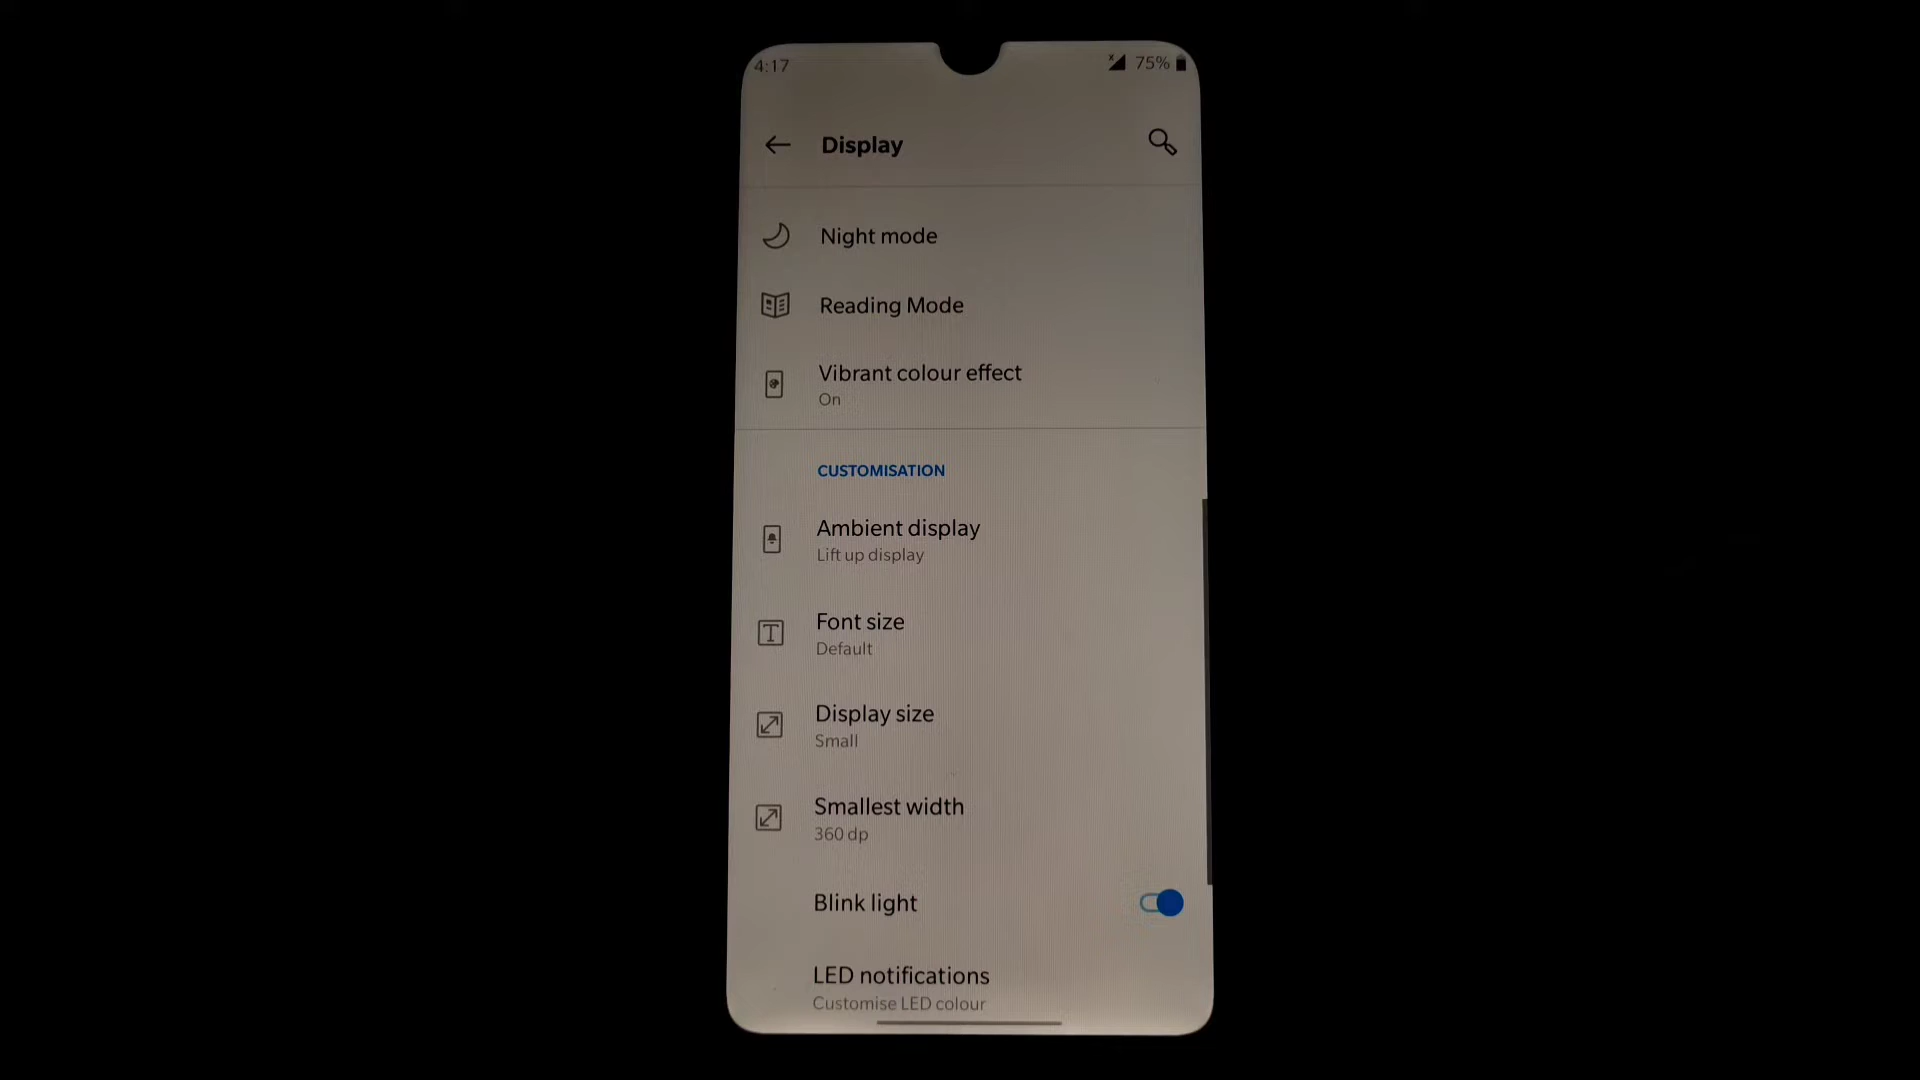 4:17
75%
Display
Night mode
Reading Mode
Vibrant colour effect
On
CUSTOMISATION
Ambient display
Lift up display
Font size
Default
Display size
Small
Smallest width
360 dp
Blink light
LED notifications
Customise LED colour